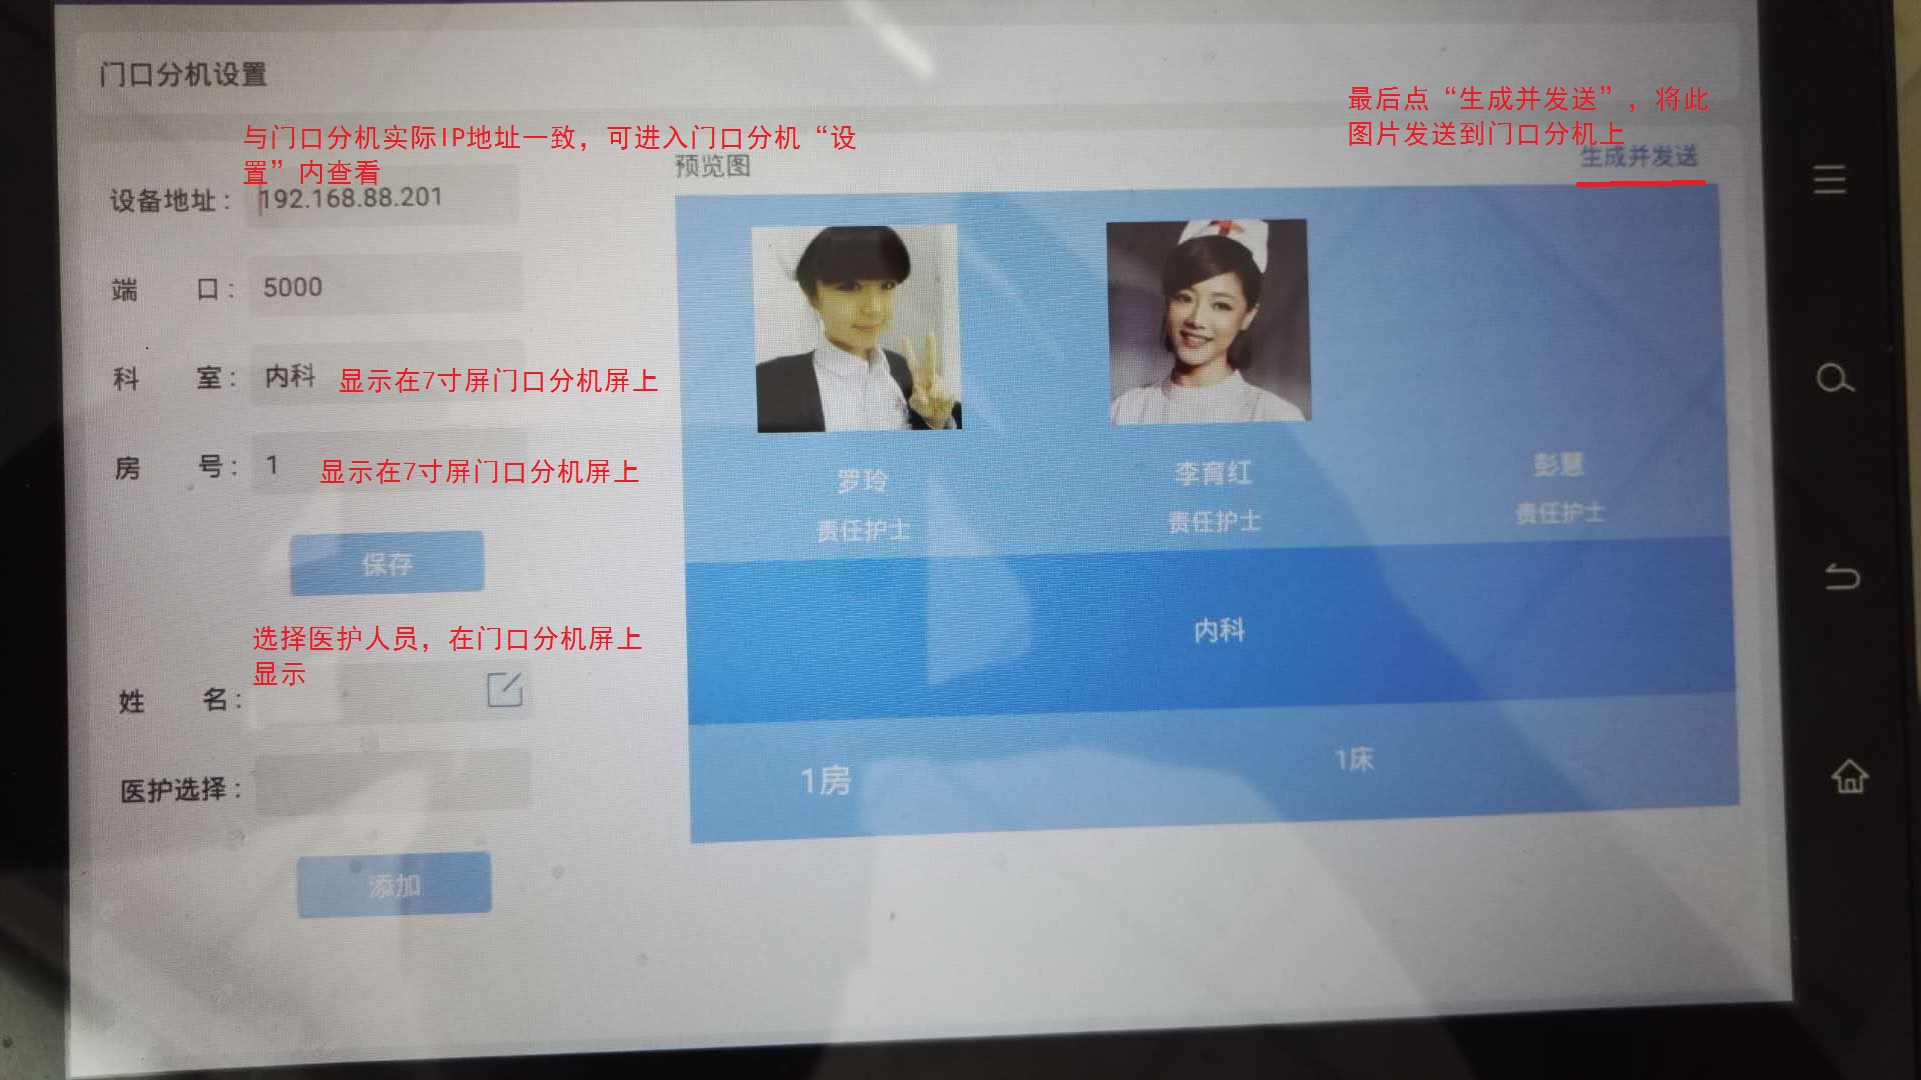 门口分机设置
最后点“生成并发送”，将此
图片发送到门口分机上
与门口分机实际IP地址一致，可进入门口分机“设
置”内查看
预览图
生成并发送
设备地址： 192.168.88.201
端 口： 5000
科 室： 内科
显示在7寸屏门口分机屏上
房 号： 1
显示在7寸屏门口分机屏上
罗玲
李育红
彭慧
责任护士
责任护士
责任护士
保存
内科
选择医护人员，在门口分机屏上
显示
姓 名：
1房
1床
医护选择：
添加